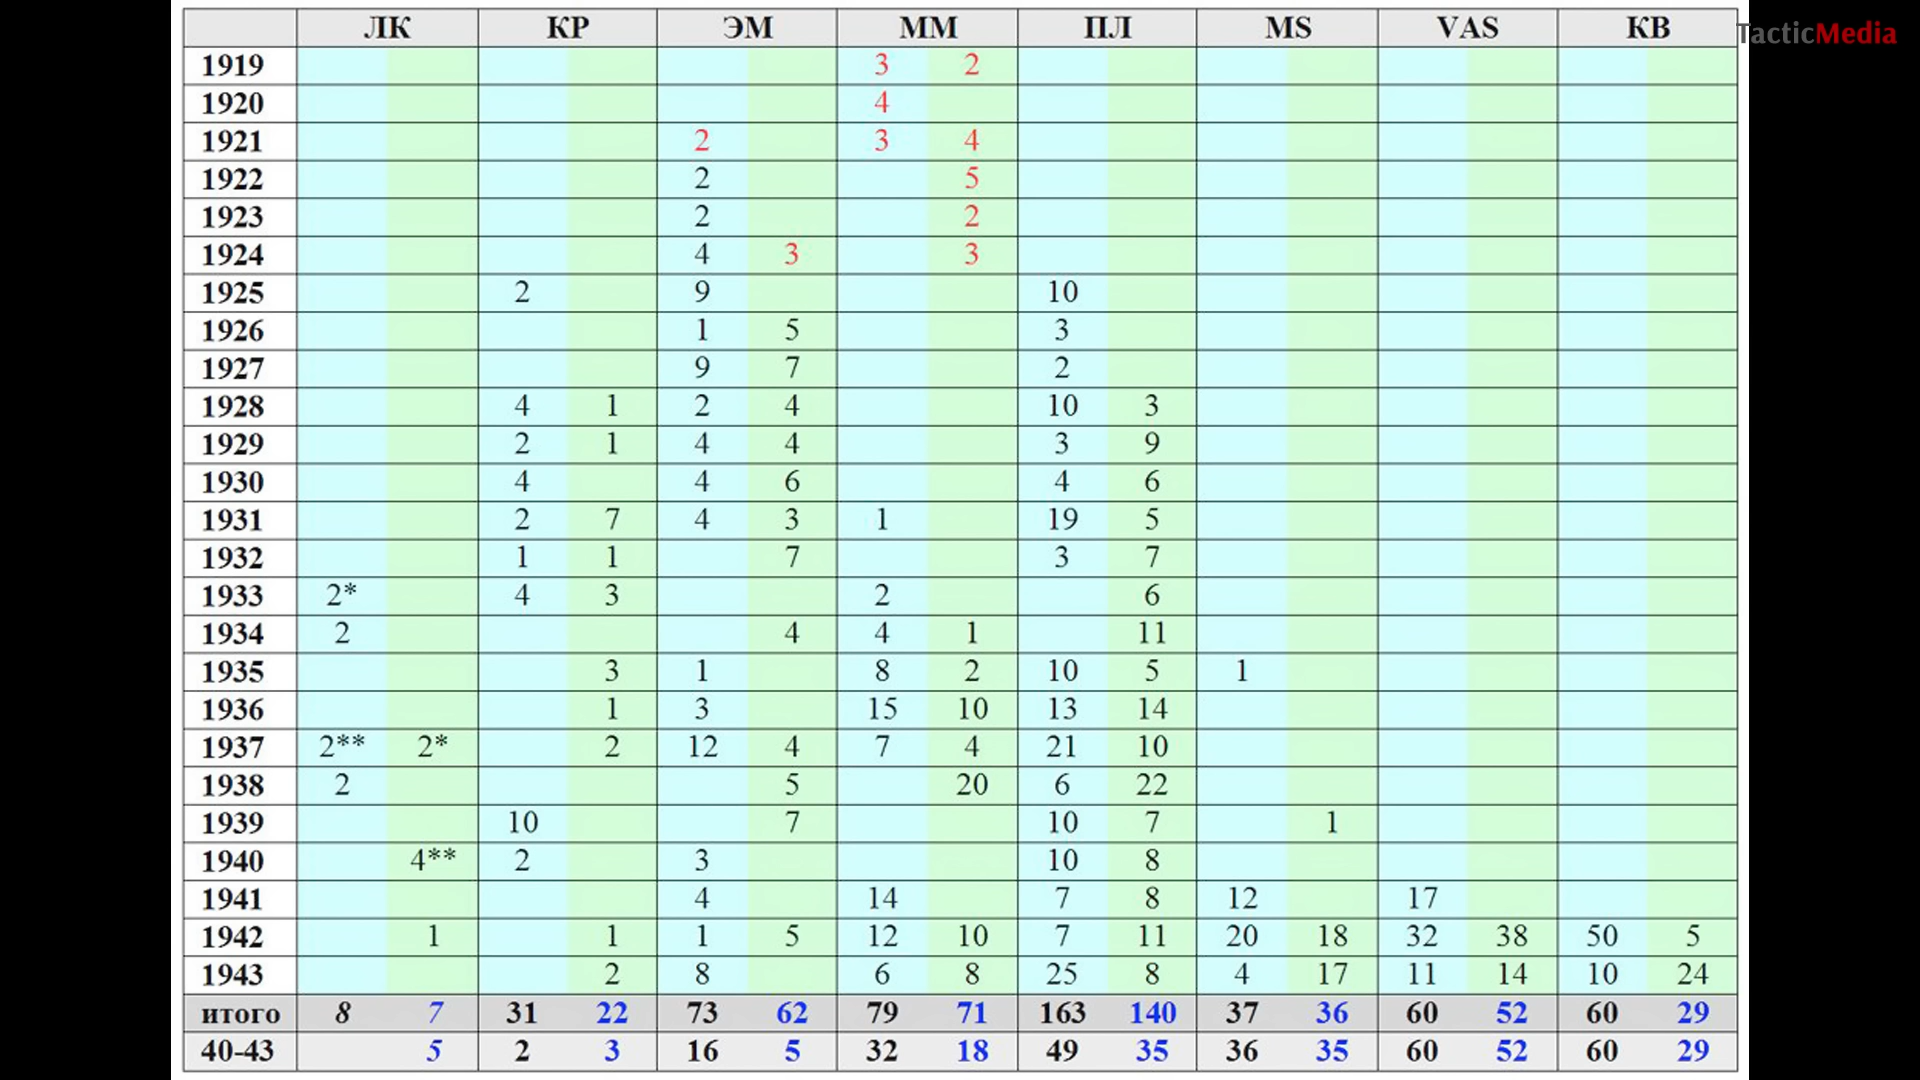 ЛК КР ЭМ ММ ПЛ MS VAS КВ
TacticMedia
1919 3 2
1920 4
1921 2 3 4
1922 2 5
1923 2 2
1924 4 3 3
1925 2 9 10
1926 1 5 3
1927 9 7 2
1928 4 1 2 4 10 3
1929 2 1 4 4 3 9
1930 4 4 6 4 6
1931 2 7 4 3 1 19 5
1932 1 1 7 3 7
1933 2* 4 3 2 6
1934 2 4 4 1 11
1935 3 1 8 2 10 5 1
1936 1 3 15 10 13 14
1937 2** 2* 2 12 4 7 4 21 10
1938 2 5 20 6 22
1939 10 7 10 7 1
1940 4** 2 3 10 8
1941 4 14 7 8 12 17
1942 1 1 1 5 12 10 7 11 20 18 32 38 50 5
1943 2 8 6 8 25 8 4 17 11 14 10 24
итого 8 7 31 22 73 62 79 71 163 140 37 36 60 52 60 29
40-43 5 2 3 16 5 32 18 49 35 36 35 60 52 60 29